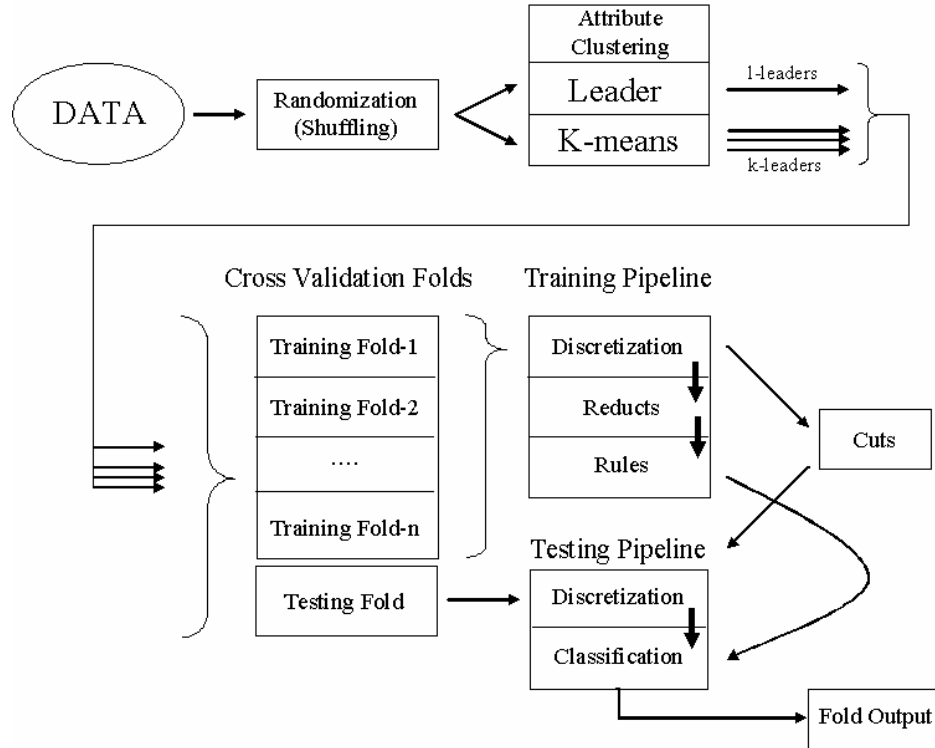 DATA
Randomization
(Shuffling)
Attribute
Clustering
Leader
K-means
l-leaders
k-leaders
Cross Validation Folds
Training Fold-1
Training Fold-2
....
Training Fold-n
Testing Fold
Training Pipeline
Discretization
Reducts
Rules
Cuts
Testing Pipeline
Discretization
Classification
Fold Output